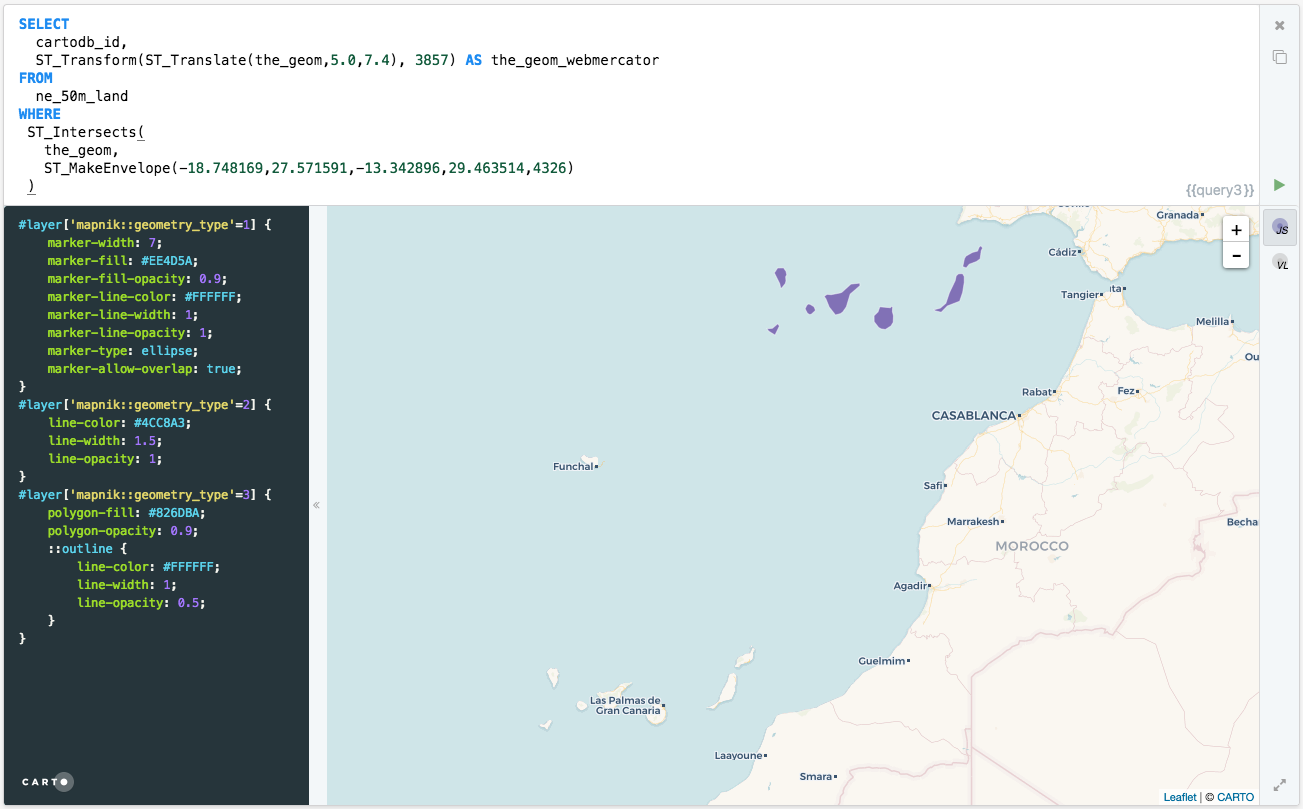 SELECT
cartodb_id,
ST_Transform(ST_Translate(the_geom,5.0,7.4), 3857) AS the_geom_webmercator
FROM
ne_50m_land
WHERE
ST_Intersects(
the_geom,
ST_MakeEnvelope(-18.748169,27.571591,-13.342896,29.463514,4326)
)
{{query3}}
#layer['mapnik::geometry_type'=1] {
marker-width: 7;
marker-fill: #EE4D5A;
marker-fill-opacity: 0.9;
marker-line-color: #FFFFFF;
marker-line-width: 1;
marker-line-opacity: 1;
marker-type: ellipse;
marker-allow-overlap: true;
}
#layer['mapnik::geometry_type'=2] {
line-color: #4CC8A3;
line-width: 1.5;
line-opacity: 1;
}
#layer['mapnik::geometry_type'=3] {
polygon-fill: #826DBA;
polygon-opacity: 0.9;
::outline {
line-color: #FFFFFF;
line-width: 1;
line-opacity: 0.5;
}
}
CARTO
«
Granada
Cádiz
Tangier
uta
Melilla
Ou
Rabat
Fez
CASABLANCA
Funchal
Safi
Marrakesh
Becha
MOROCCO
Agadir
Guelmim
Las Palmas de
Gran Canaria
Laayoune
Smara
+
-
JS
VL
Leaflet | © CARTO